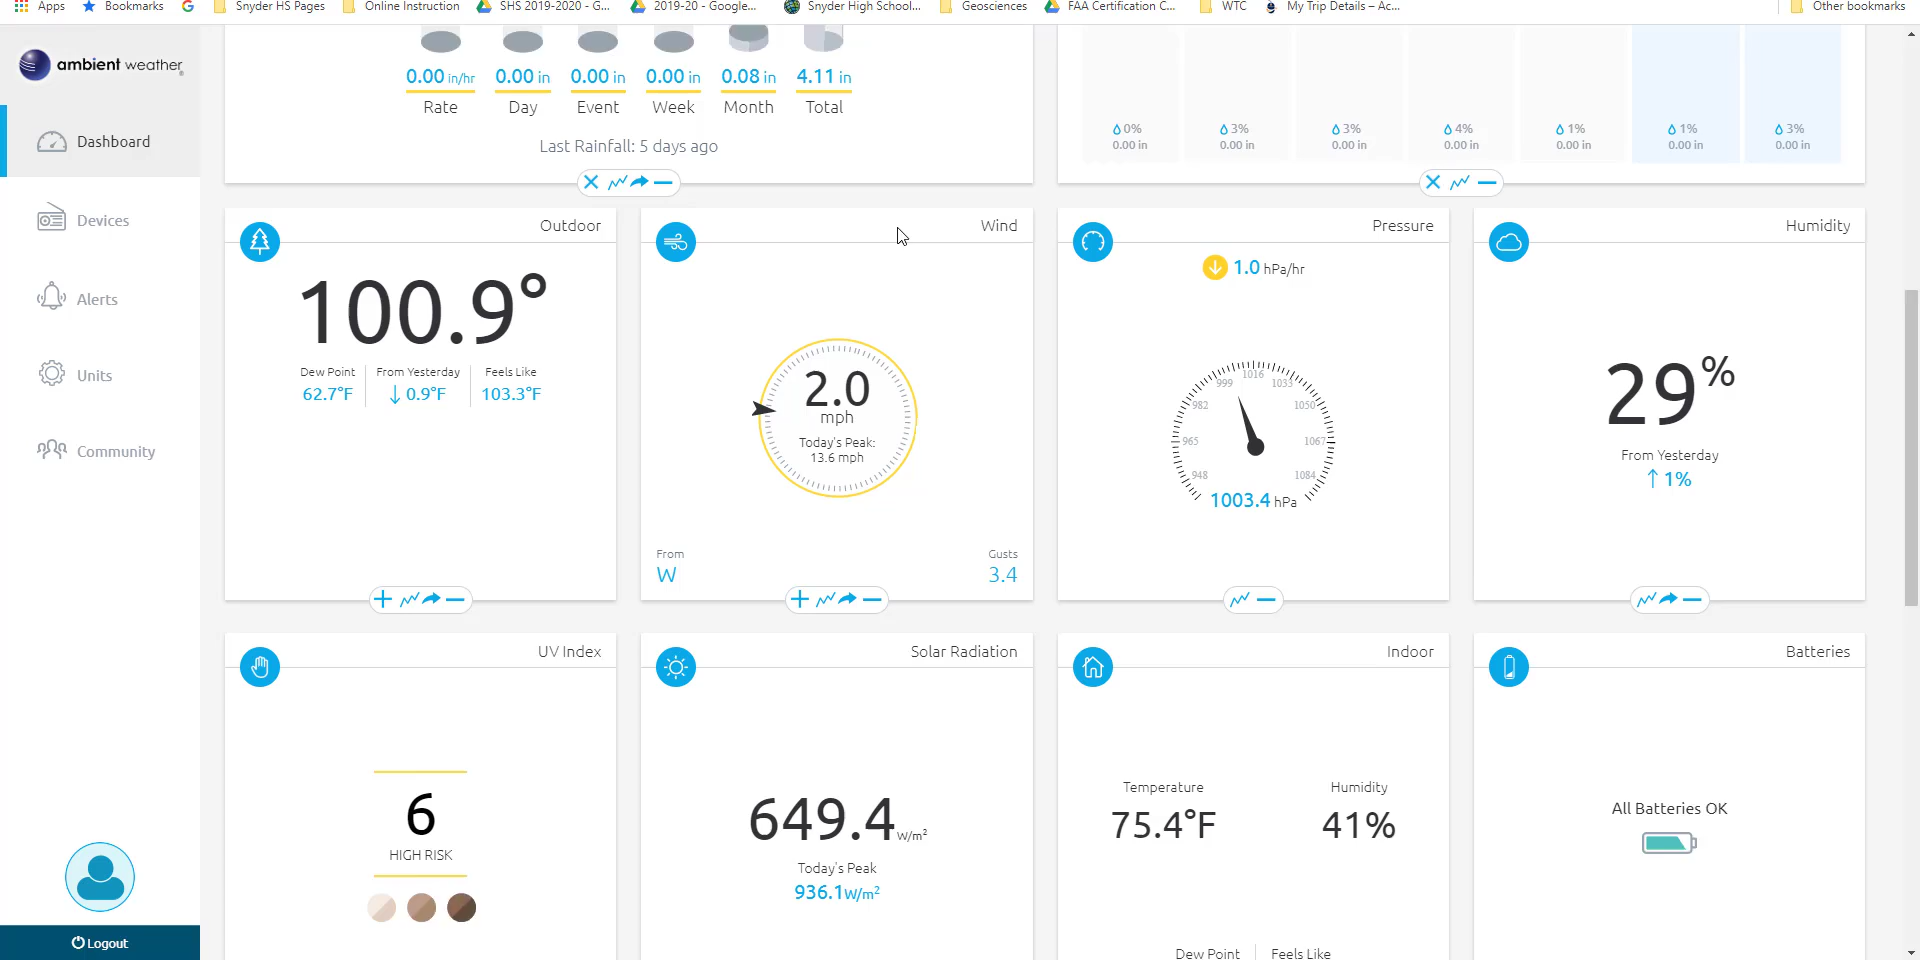 Apps Bookmarks Snyder HS Pages Online Instruction SHS 2019-2020 - G... 2019-20 - Google... Snyder High School... Geosciences FAA Certification C... WTC My Trip Details – Ac... Other bookmarks
ambient weather
Dashboard
Devices
Alerts
Units
Community
Logout
0.00 in/hr 0.00 in 0.00 in 0.00 in 0.08 in 4.11 in
Rate Day Event Week Month Total
Last Rainfall: 5 days ago
0% 3% 3% 4% 1% 1% 3%
0.00 in 0.00 in 0.00 in 0.00 in 0.00 in 0.00 in 0.00 in
Outdoor
100.9°
Dew Point From Yesterday Feels Like
62.7°F ↓ 0.9°F 103.3°F
Wind
2.0
mph
Today's Peak:
13.6 mph
From Gusts
W 3.4
Pressure
1.0 hPa/hr
948 965 982 999 1016 1033 1050 1067 1084
1003.4 hPa
Humidity
29%
From Yesterday
↑ 1%
UV Index
6
HIGH RISK
Solar Radiation
649.4 W/m²
Today's Peak
936.1 W/m²
Indoor
Temperature Humidity
75.4°F 41%
Dew Point Feels Like
Batteries
All Batteries OK